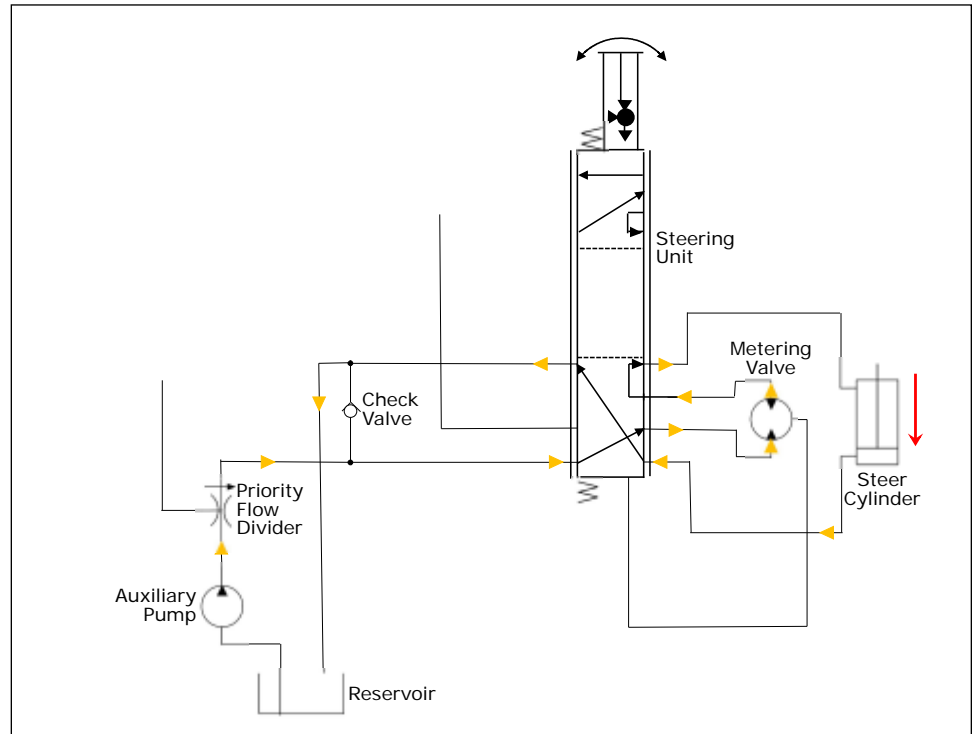 Steering
Unit
Metering
Valve
Check
Valve
Steer
Cylinder
Priority
Flow
Divider
Auxiliary
Pump
Reservoir